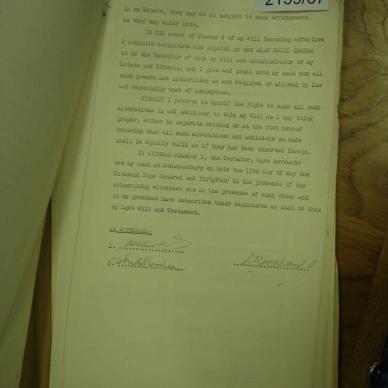 2155/67
in my Estate, they may do so subject to such arrangement
as they may enter into.
IN THE event of Clause 2 of my will becoming effective
I nominate constitute and appoint my son ALAN
to be the Executor of this my Will and Administrator of my
Estate and Effects, and I give and grant unto my said son all
such powers and authorities as are required or allowed by Law
and especially that of assumption.
FINALLY I reserve to myself the right to make all such
alterations in and additions to this my Will as I may think
proper, either by separate writing or at the foot hereof
declaring that all such alterations and additions so made
shall be equally valid as if they had been inserted herein.
IN WITNESS WHEREOF I, the Testator, have hereunto
set my hand at Johannesburg on this the 17th day of May One
Thousand Nine Hundred and Fiftyfour in the presence of the
subscribing witnesses who in the presence of each other and
in my presence have subscribed their signatures as such to this
my Last Will and Testament.
AS WITNESSES:
1.
2.